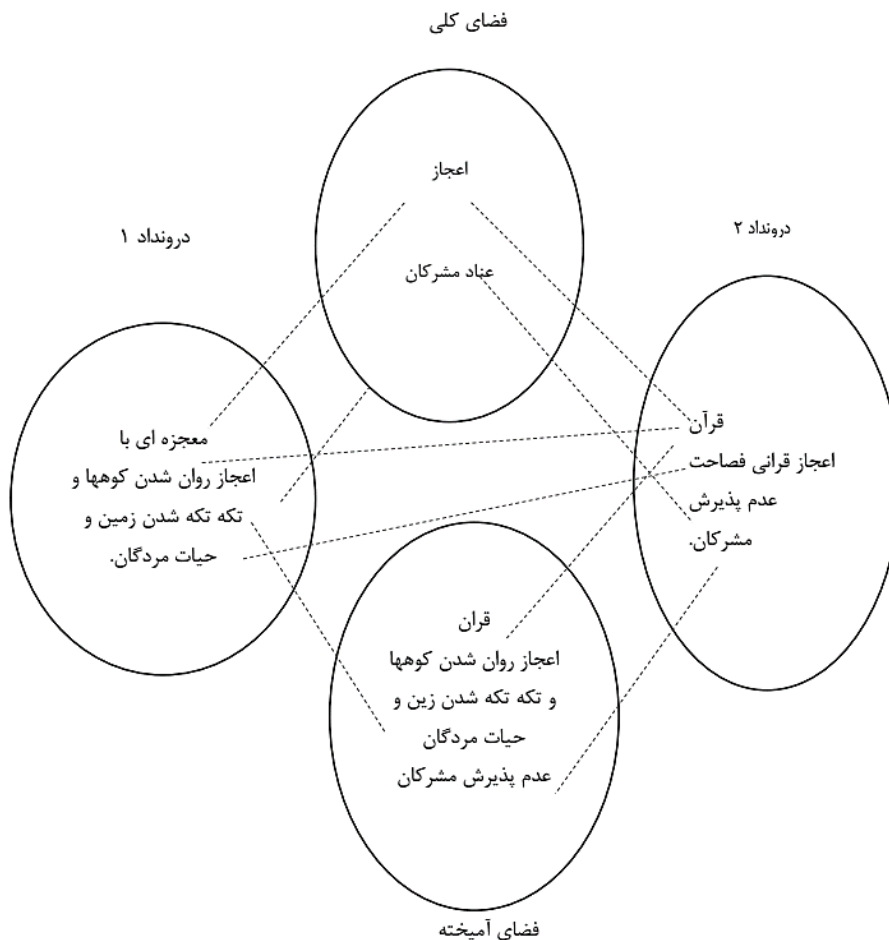 فضای کلی
اعجاز
عناد مشرکان
درونداد ۲
قرآن
اعجاز قرانی فصاحت
عدم پذیرش
مشرکان.
درونداد ۱
معجزه ای با
اعجاز روان شدن کوهها و
تکه تکه شدن زمین و
حیات مردگان.
قران
اعجاز روان شدن کوهها
و تکه تکه شدن زین و
حیات مردگان
عدم پذیرش مشرکان
فضای آمیخته